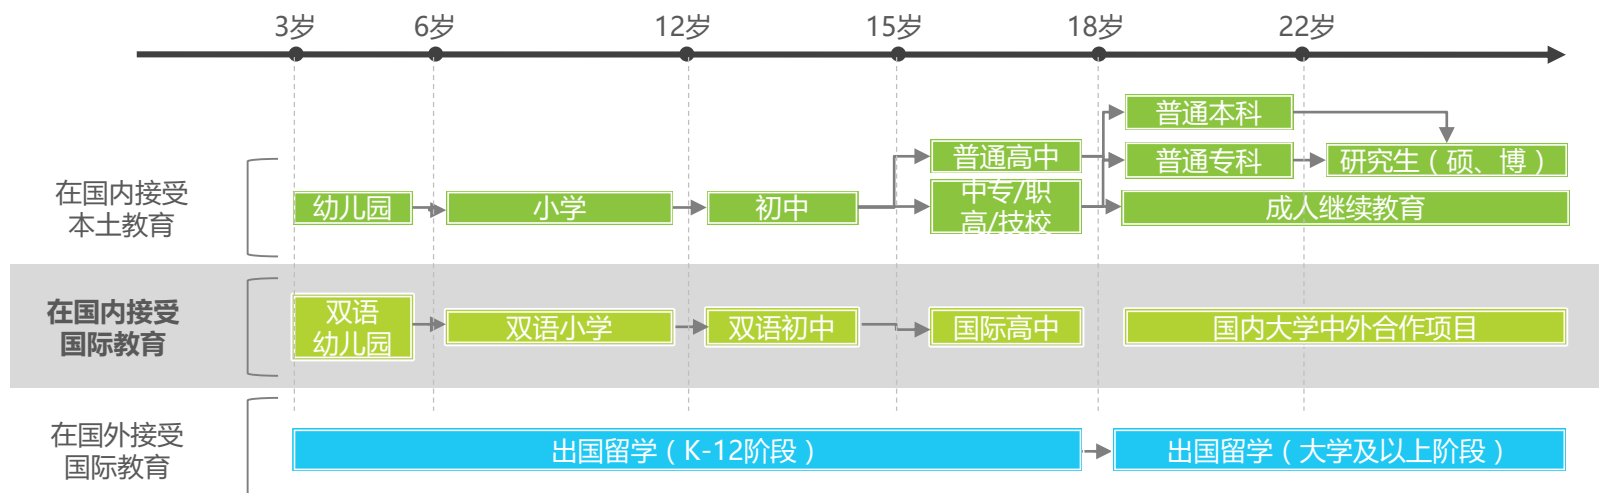 3岁
6岁
12岁
15岁
18岁
22岁
普通本科
普通高中
普通专科
研究生（硕、博）
在国内接受
本土教育
幼儿园
小学
初中
中专/职
高/技校
成人继续教育
在国内接受
国际教育
双语
幼儿园
双语小学
双语初中
国际高中
国内大学中外合作项目
在国外接受
国际教育
出国留学（K-12阶段）
出国留学（大学及以上阶段）